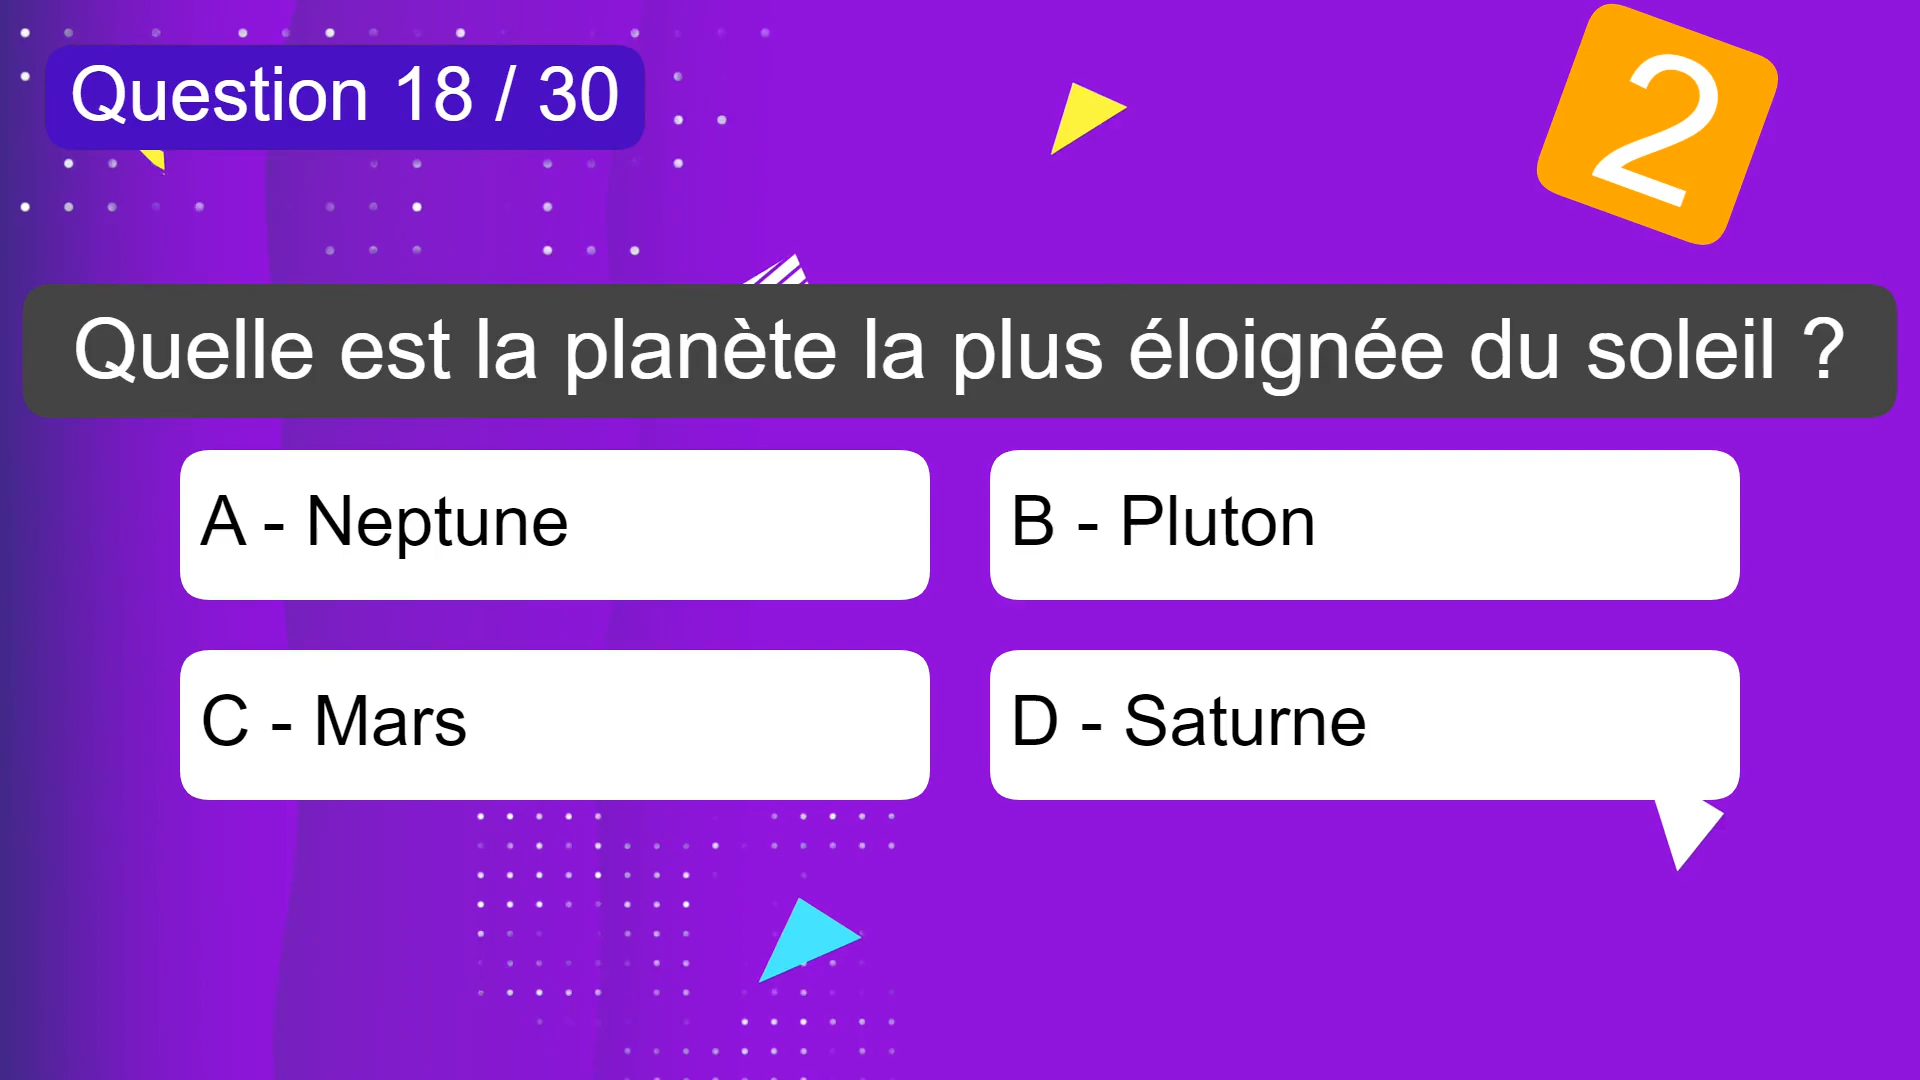 Question 18 / 30
2
Quelle est la planète la plus éloignée du soleil ?
A - Neptune
B - Pluton
C - Mars
D - Saturne